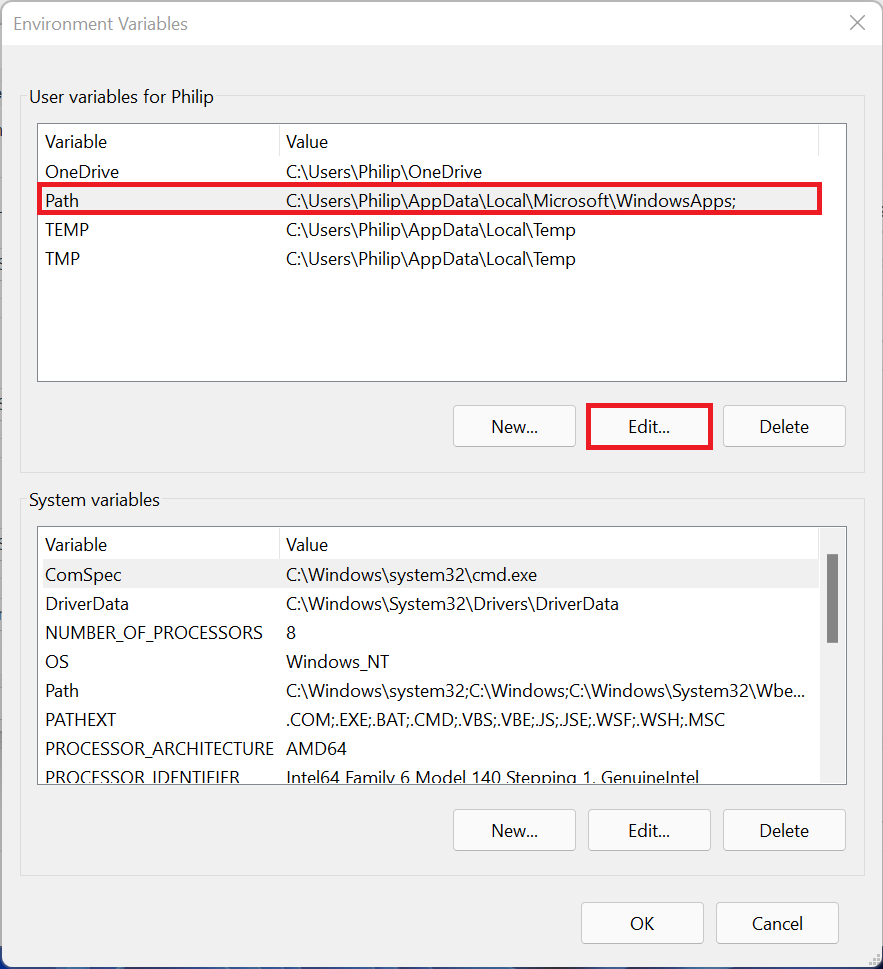 Environment Variables
User variables for Philip
Variable Value
OneDrive C:\Users\Philip\OneDrive
Path C:\Users\Philip\AppData\Local\Microsoft\WindowsApps;
TEMP C:\Users\Philip\AppData\Local\Temp
TMP C:\Users\Philip\AppData\Local\Temp
New... Edit... Delete
System variables
Variable Value
ComSpec C:\Windows\system32\cmd.exe
DriverData C:\Windows\System32\Drivers\DriverData
NUMBER_OF_PROCESSORS 8
OS Windows_NT
Path C:\Windows\system32;C:\Windows;C:\Windows\System32\Wbe...
PATHEXT .COM;.EXE;.BAT;.CMD;.VBS;.VBE;.JS;.JSE;.WSF;.WSH;.MSC
PROCESSOR_ARCHITECTURE AMD64
PROCESSOR_IDENTIFIER Intel64 Family 6 Model 140 Stepping 1, GenuineIntel
New... Edit... Delete
OK Cancel